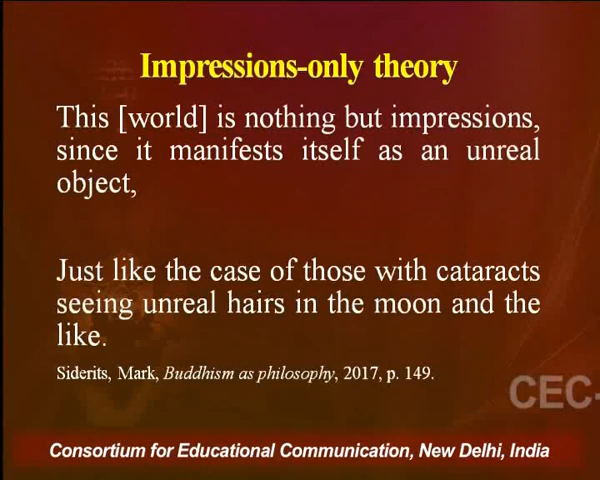 Impressions-only theory
This [world] is nothing but impressions,
since it manifests itself as an unreal
object,
Just like the case of those with cataracts
seeing unreal hairs in the moon and the
like.
Siderits, Mark, Buddhism as philosophy, 2017, p. 149.
CEC-
Consortium for Educational Communication, New Delhi, India